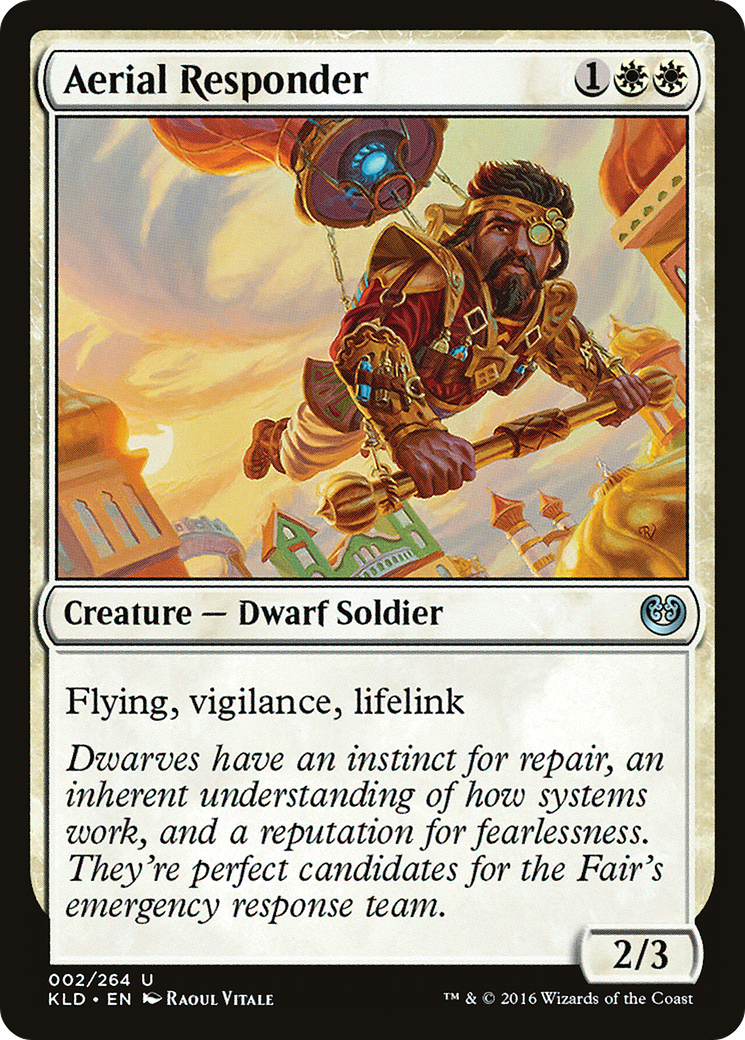 Aerial Responder 1
Creature — Dwarf Soldier
Flying, vigilance, lifelink
Dwarves have an instinct for repair, an
inherent understanding of how systems
work, and a reputation for fearlessness.
They're perfect candidates for the Fair's
emergency response team.
2/3
002/264 U
KLD • EN Raoul Vitale
™ & © 2016 Wizards of the Coast
RV